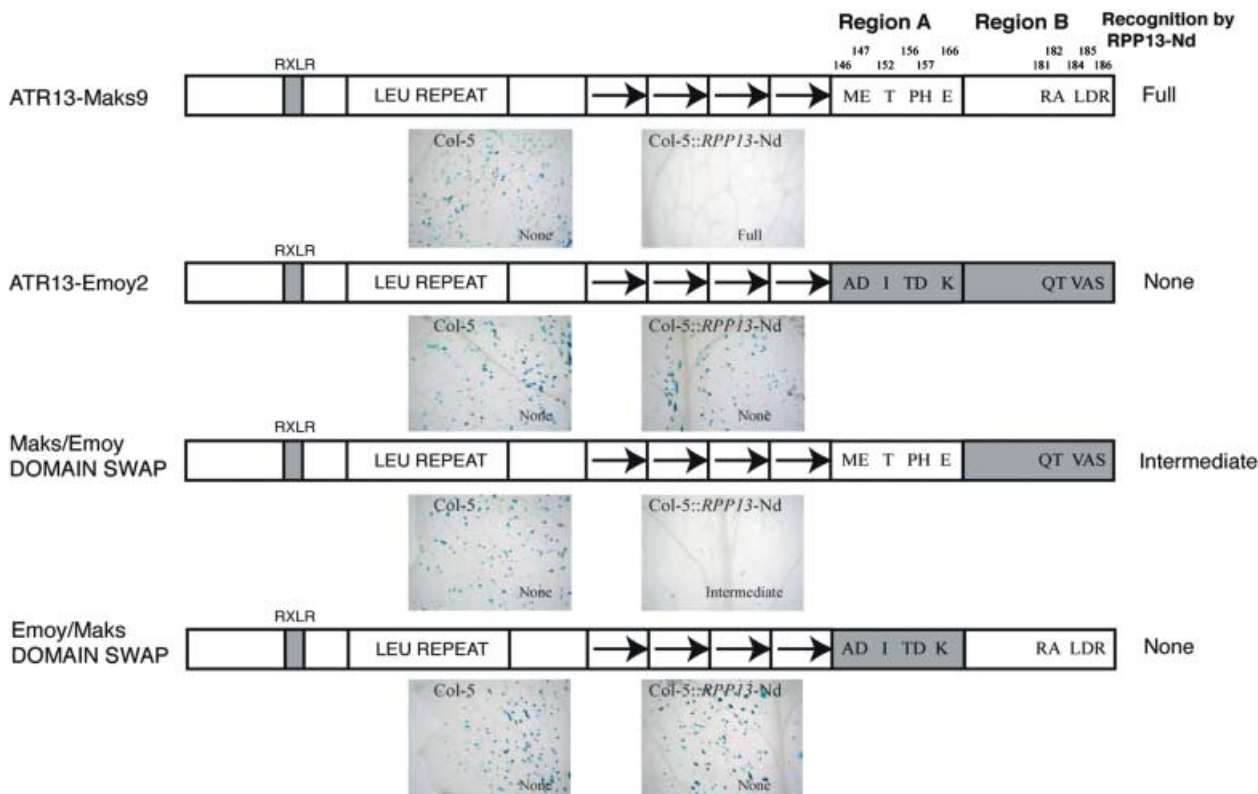 Region A Region B Recognition by
RPP13-Nd
147 156 166 182 185
146 152 157 181 184 186
RXLR
ATR13-Maks9 LEU REPEAT ME T PH E RA LDR Full
Col-5 Col-5::RPP13-Nd
None Full
RXLR
ATR13-Emoy2 LEU REPEAT AD I TD K QT VAS None
Col-5 Col-5::RPP13-Nd
None None
RXLR
Maks/Emoy
DOMAIN SWAP LEU REPEAT ME T PH E QT VAS Intermediate
Col-5 Col-5::RPP13-Nd
None Intermediate
RXLR
Emoy/Maks
DOMAIN SWAP LEU REPEAT AD I TD K RA LDR None
Col-5 Col-5::RPP13-Nd
None None